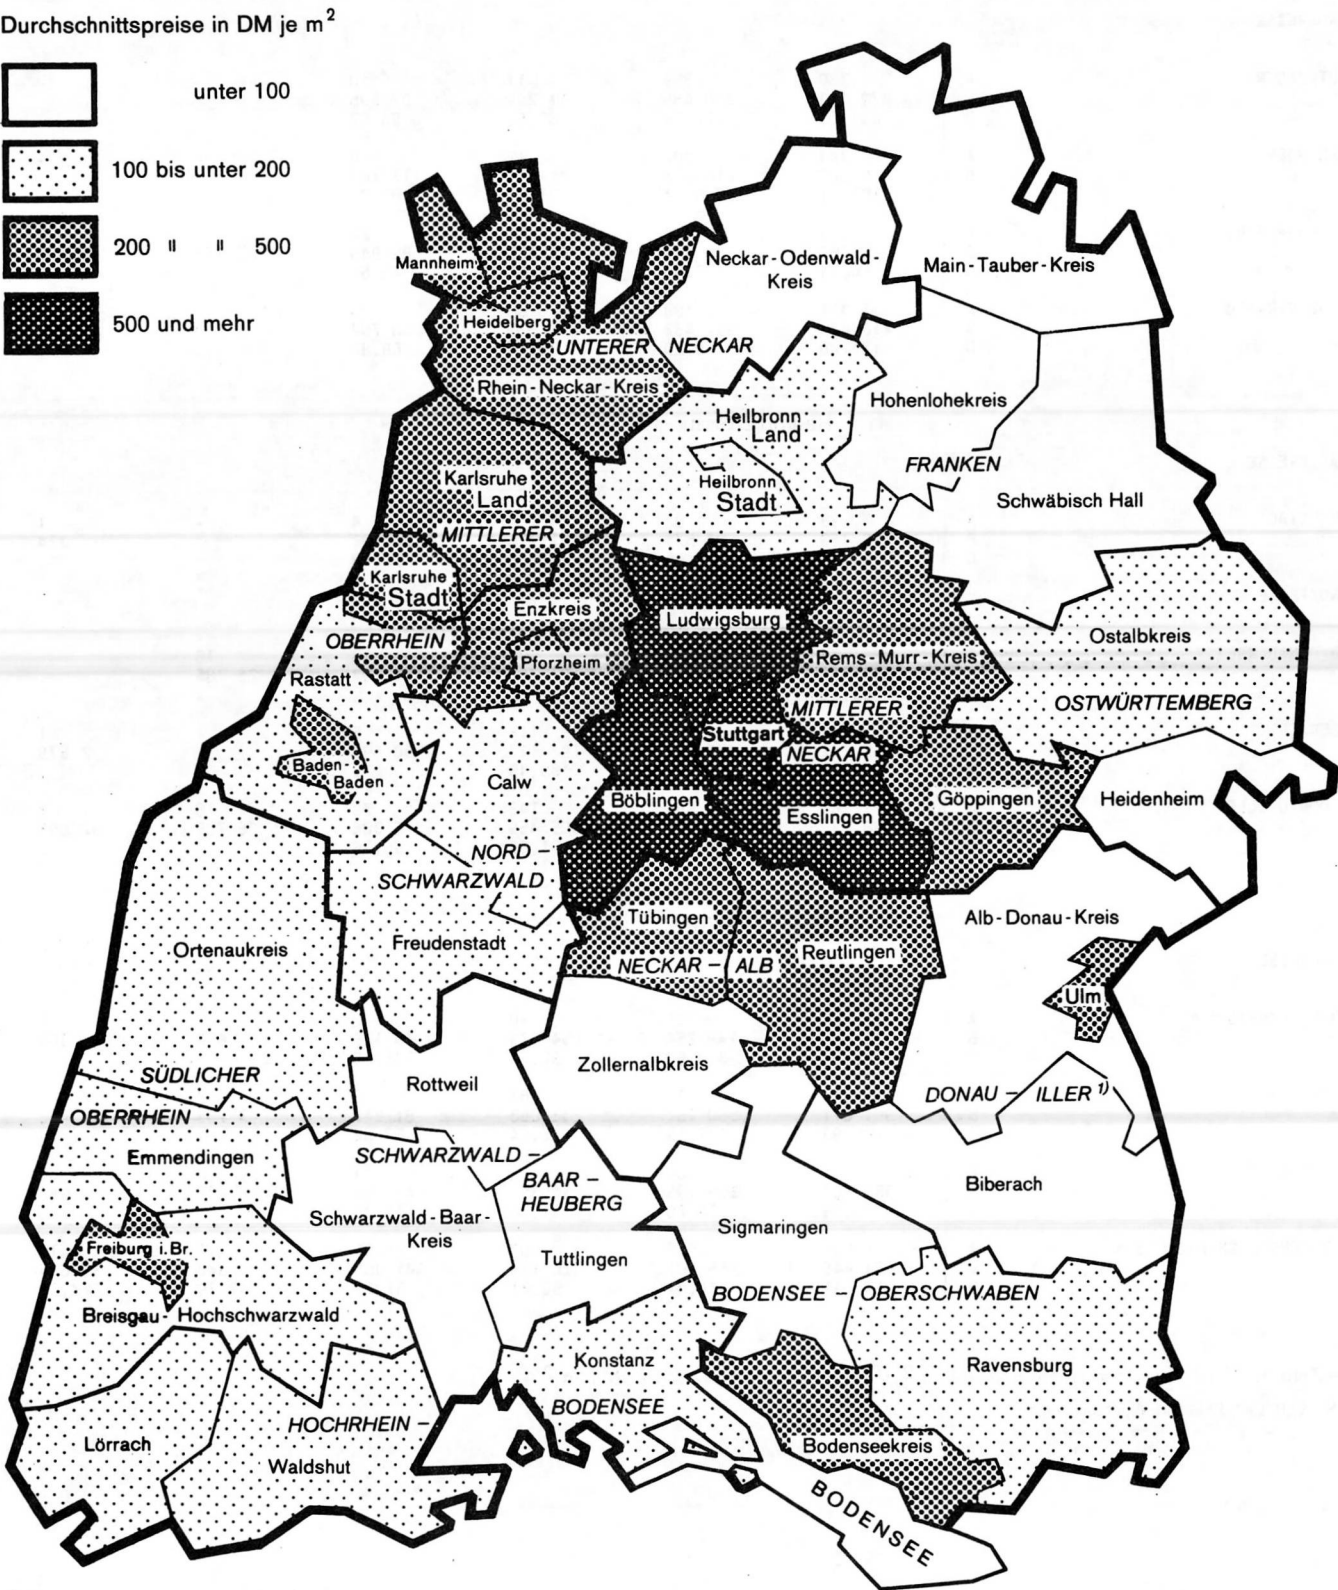 Durchschnittspreise in DM je m²
unter 100
100 bis unter 200
200 " " 500
500 und mehr
Mannheim
Heidelberg
UNTERER NECKAR
Rhein-Neckar-Kreis
Neckar-Odenwald-
Kreis
Main-Tauber-Kreis
Heilbronn
Land
Heilbronn
Stadt
Hohenlohekreis
FRANKEN
Schwäbisch Hall
Karlsruhe
Land
MITTLERER
Karlsruhe
Stadt
OBERRHEIN
Enzkreis
Pforzheim
Rastatt
Baden
Baden
Ludwigsburg
Rems-Murr-Kreis
MITTLERER
Stuttgart
NECKAR
Böblingen
Esslingen
Göppingen
Ostalbkreis
OSTWÜRTTEMBERG
Heidenheim
Calw
NORD-
SCHWARZWALD
Freudenstadt
Ortenaukreis
Tübingen
Reutlingen
NECKAR - ALB
Alb-Donau-Kreis
Ulm
SÜDLICHER
OBERRHEIN
Emmendingen
Rottweil
Zollernalbkreis
DONAU - ILLER ¹⁾
SCHWARZWALD-
BAAR-
HEUBERG
Schwarzwald-Baar-
Kreis
Tuttlingen
Sigmaringen
Biberach
Freiburg i. Br.
Breisgau-Hochschwarzwald
BODENSEE - OBERSCHWABEN
Konstanz
BODENSEE
Ravensburg
Bodenseekreis
Lörrach
HOCHRHEIN-
Waldshut
BODENSEE